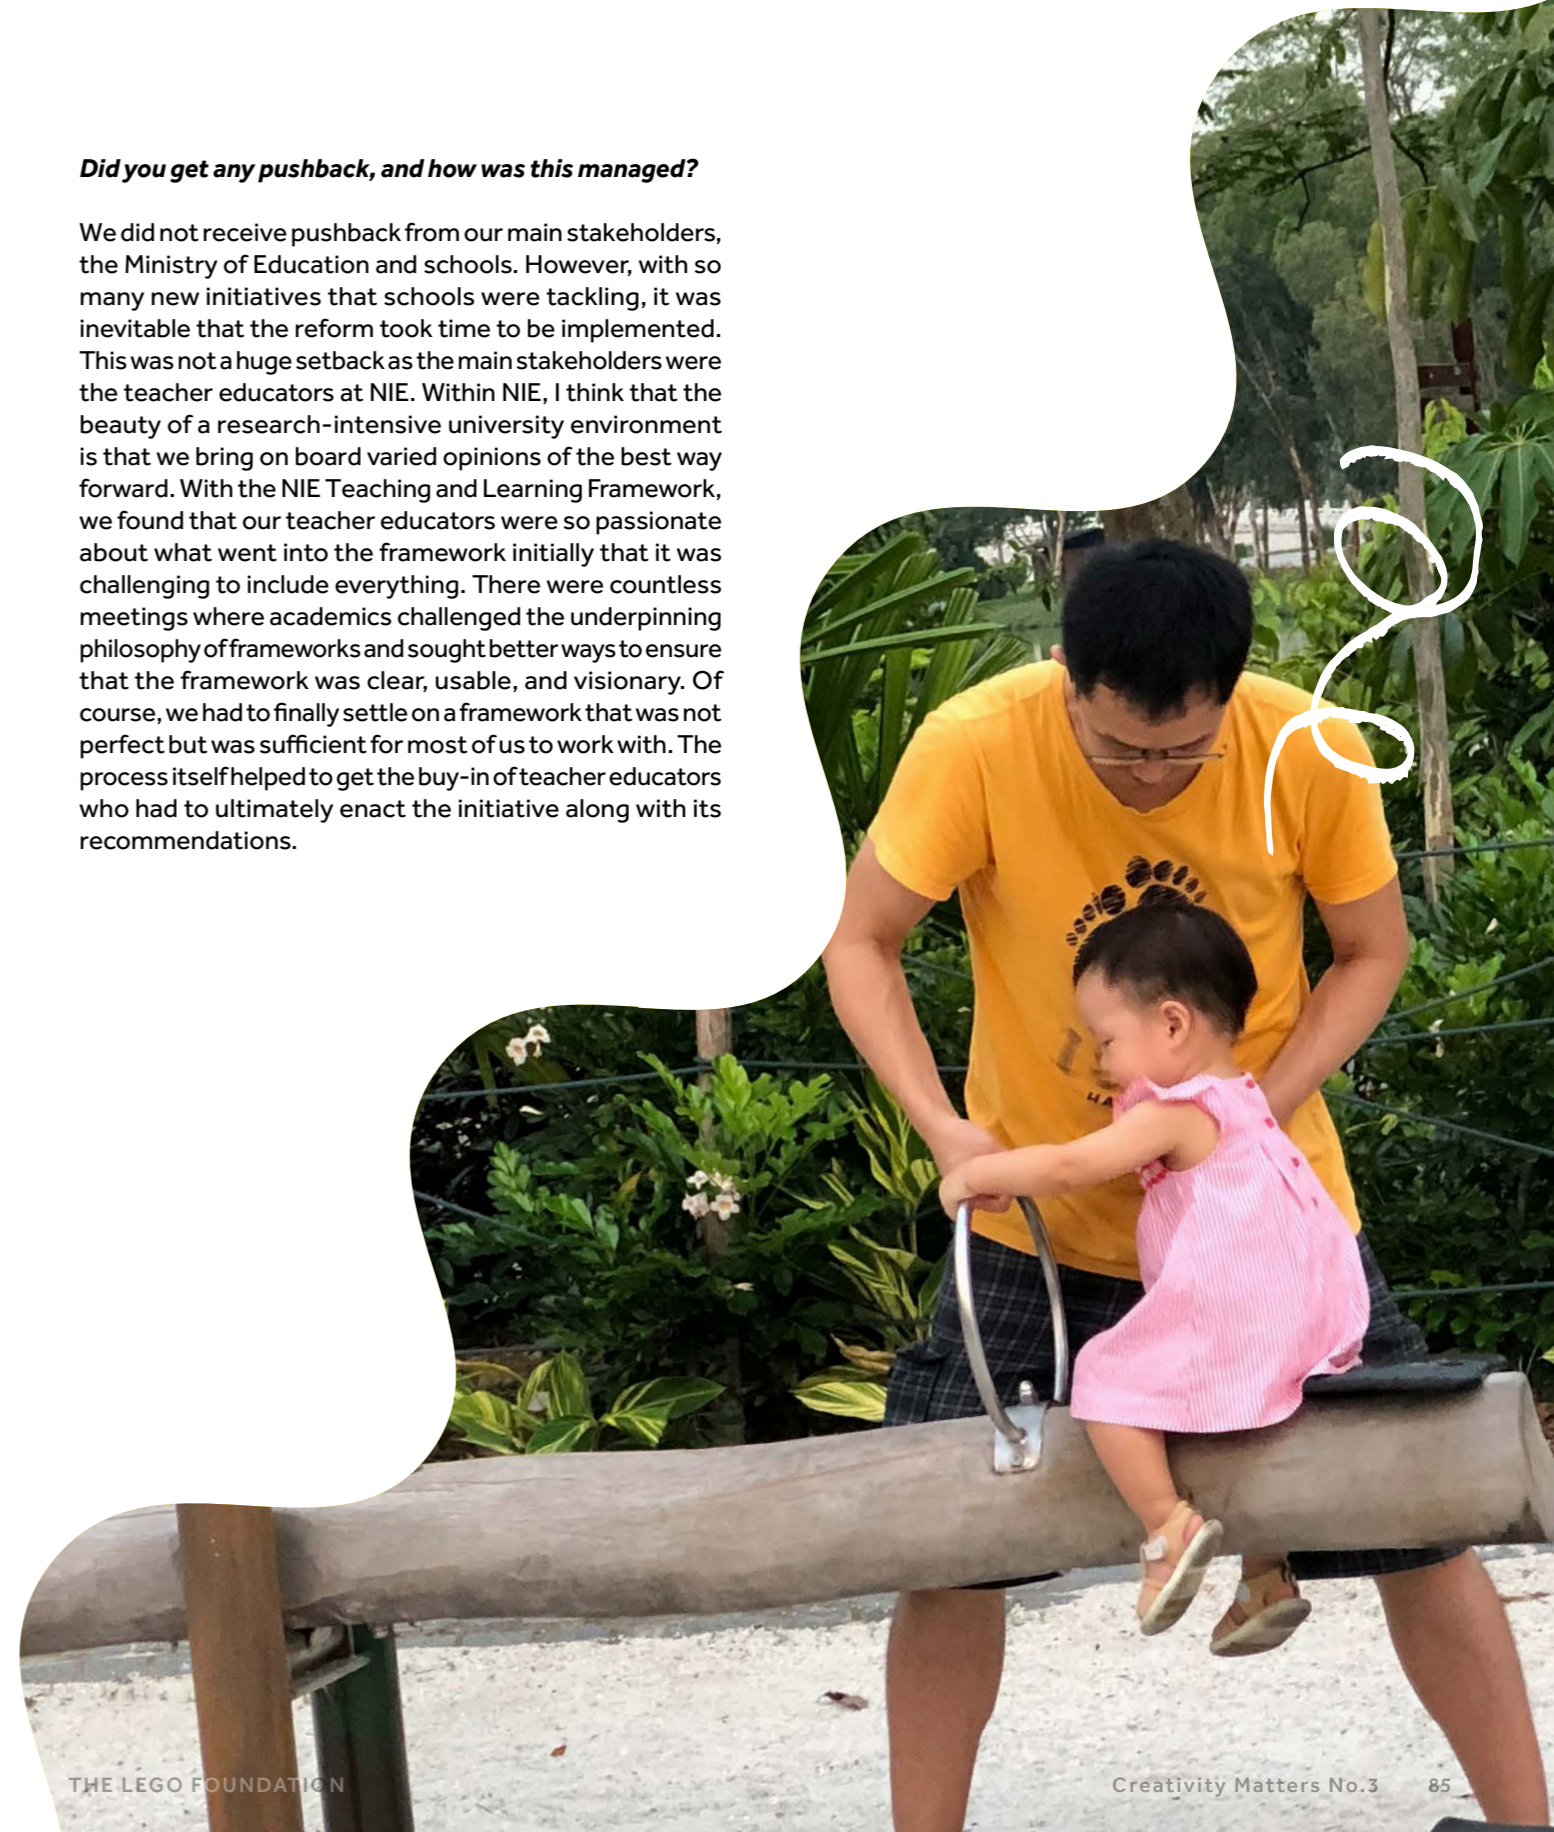 Did you get any pushback, and how was this managed?
We did not receive pushback from our main stakeholders,
the Ministry of Education and schools. However, with so
many new initiatives that schools were tackling, it was
inevitable that the reform took time to be implemented.
This was not a huge setback as the main stakeholders were
the teacher educators at NIE. Within NIE, I think that the
beauty of a research-intensive university environment
is that we bring on board varied opinions of the best way
forward. With the NIE Teaching and Learning Framework,
we found that our teacher educators were so passionate
about what went into the framework initially that it was
challenging to include everything. There were countless
meetings where academics challenged the underpinning
philosophy of frameworks and sought better ways to ensure
that the framework was clear, usable, and visionary. Of
course, we had to finally settle on a framework that was not
perfect but was sufficient for most of us to work with. The
process itself helped to get the buy-in of teacher educators
who had to ultimately enact the initiative along with its
recommendations.
THE LEGO FOUNDATION
Creativity Matters No.3 85